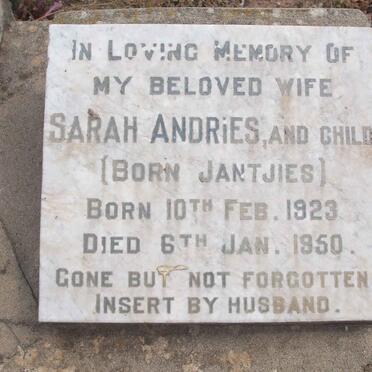 IN LOVING MEMORY OF
MY BELOVED WIFE
SARAH ANDRIES, AND CHILD
(BORN JANTJIES)
BORN 10TH FEB. 1923
DIED 6TH JAN. 1950.
GONE BUT NOT FORGOTTEN
INSERT BY HUSBAND.